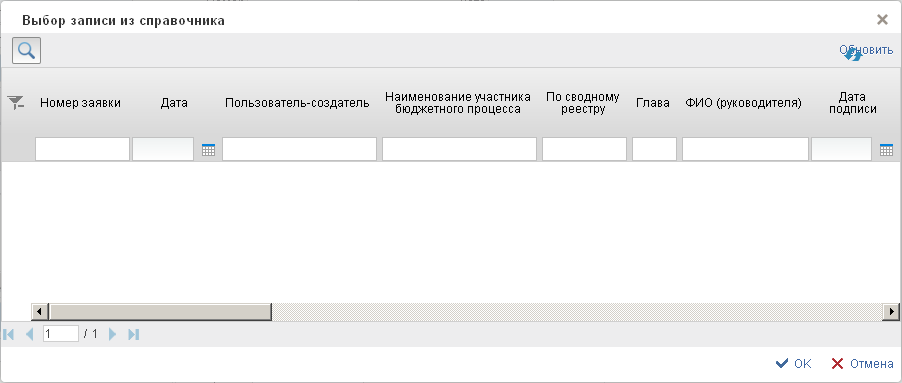 Выбор записи из справочника
Обновить
Номер заявки
Дата
Пользователь-создатель
Наименование участника
бюджетного процесса
По сводному
реестру
Глава
ФИО (руководителя)
Дата
подписи
1 / 1
OK
Отмена